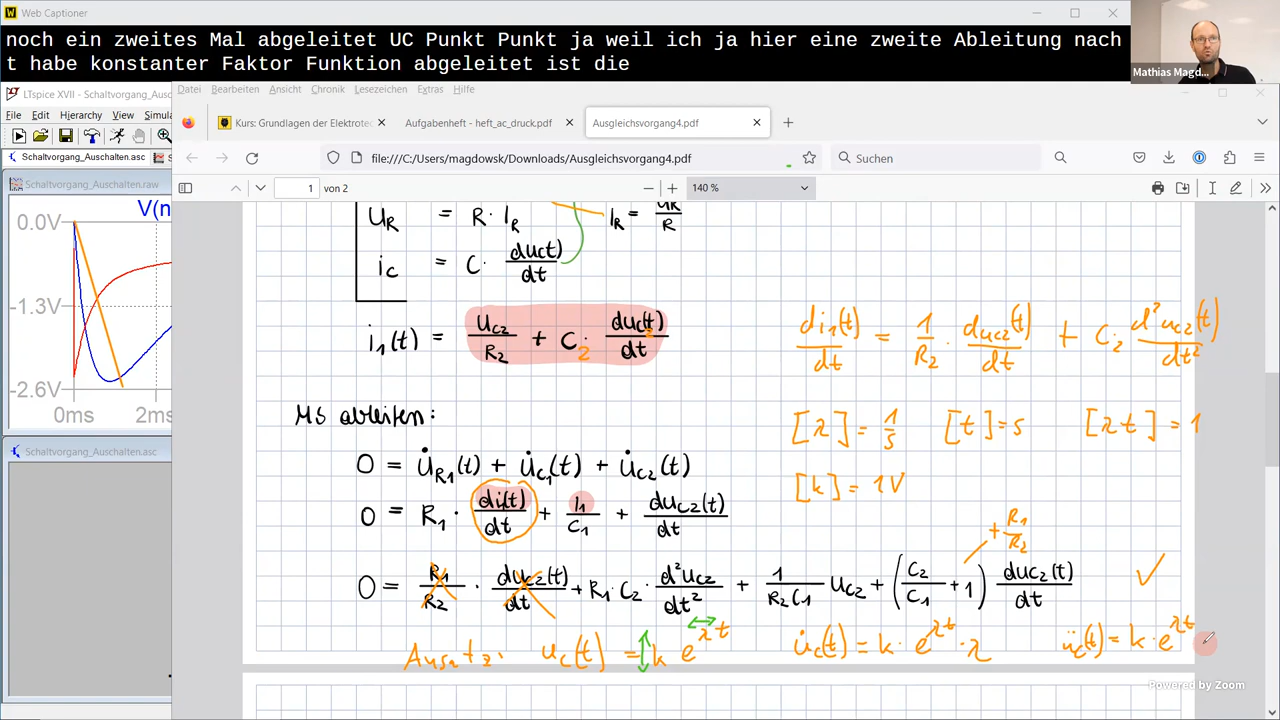 Web Captioner
noch ein zweites Mal abgeleitet UC Punkt Punkt ja weil ich ja hier eine zweite Ableitung nach
t habe konstanter Faktor Funktion abgeleitet ist die
Mathias Magd...
LTspice XVII - Schaltvorgang_Aus
File Edit Hierarchy View Simula
Schaltvorgang_Auschalten.asc
Schaltvorgang_Auschalten.raw
V(n
0.0V
-1.3V
-2.6V
0ms 2ms
Schaltvorgang_Auschalten.asc
Datei Bearbeiten Ansicht Chronik Lesezeichen Extras Hilfe
Kurs: Grundlagen der Elektrotec
Aufgabenheft - heft_ac_druck.pdf
Ausgleichsvorgang4.pdf
file:///C:/Users/magdowsk/Downloads/Ausgleichsvorgang4.pdf
Suchen
1 von 2
140 %
u_R = R · I_R I_R = u_R/R
i_C = C · du_C(t)/dt
i_1(t) = u_C2/R_2 + C_2 · du_C2(t)/dt
di_1(t)/dt = 1/R_2 · du_C2(t)/dt + C_2 · d²u_C2(t)/dt²
MS ableiten:
[λ] = 1/s [t] = s [λt] = 1
0 = u̇_R1(t) + u̇_C1(t) + u̇_C2(t)
[k] = 1V
0 = R_1 · di_1(t)/dt + i_1/C_1 + du_C2(t)/dt
+ R_1/R_2
0 = R_1/R_2 · du_C2(t)/dt + R_1 · C_2 · d²u_C2/dt² + 1/(R_2 C_1) u_C2 + (C_2/C_1 + 1) du_C2(t)/dt ✓
Ansatz: u_C(t) = k e^λt u̇_C(t) = k · e^λt · λ ü_C(t) = k · e^λt
Powered by Zoom